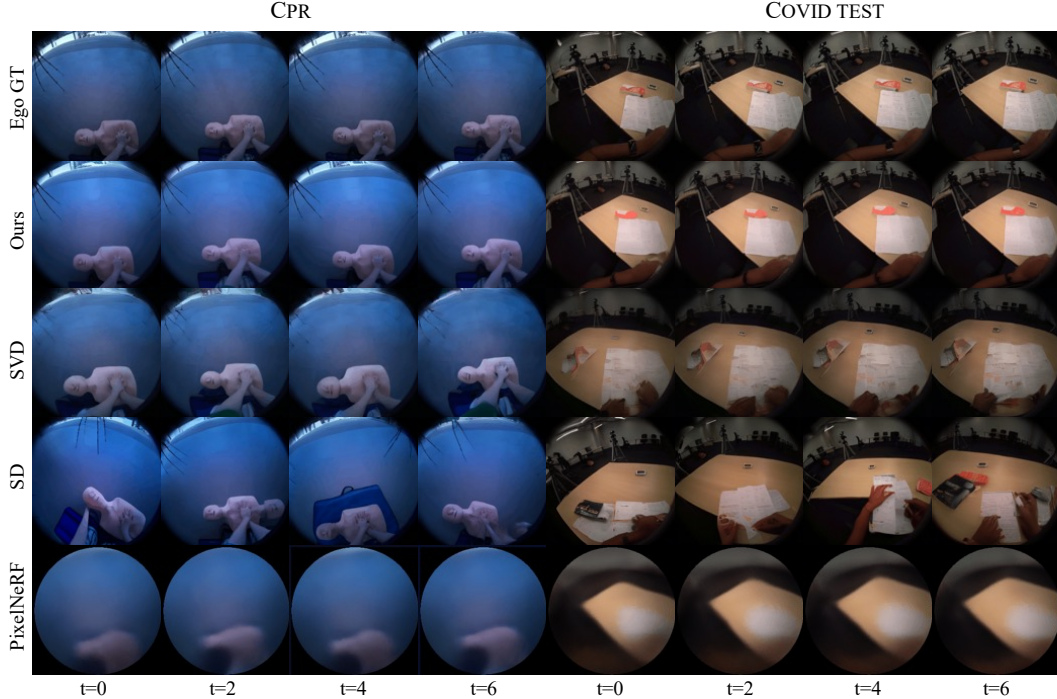 CPR COVID TEST
Ego GT
Ours
SVD
SD
PixelNeRF
t=0 t=2 t=4 t=6 t=0 t=2 t=4 t=6